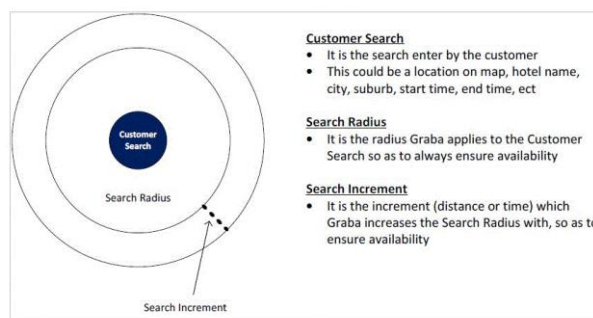 Customer
Search
Search Radius
Search Increment
Customer Search
• It is the search enter by the customer
• This could be a location on map, hotel name,
city, suburb, start time, end time, ect
Search Radius
• It is the radius Graba applies to the Customer
Search so as to always ensure availability
Search Increment
• It is the increment (distance or time) which
Graba increases the Search Radius with, so as to
ensure availability